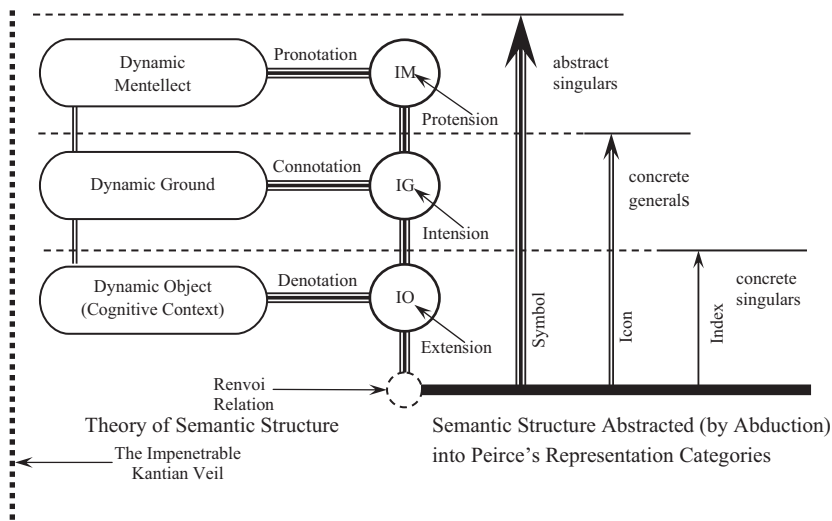 Dynamic
Mentellect
Pronotation
IM
Protension
abstract
singulars
Dynamic Ground
Connotation
IG
Intension
concrete
generals
Dynamic Object
(Cognitive Context)
Denotation
IO
Extension
concrete
singulars
Symbol
Icon
Index
Renvoi
Relation
Theory of Semantic Structure
The Impenetrable
Kantian Veil
Semantic Structure Abstracted (by Abduction)
into Peirce's Representation Categories